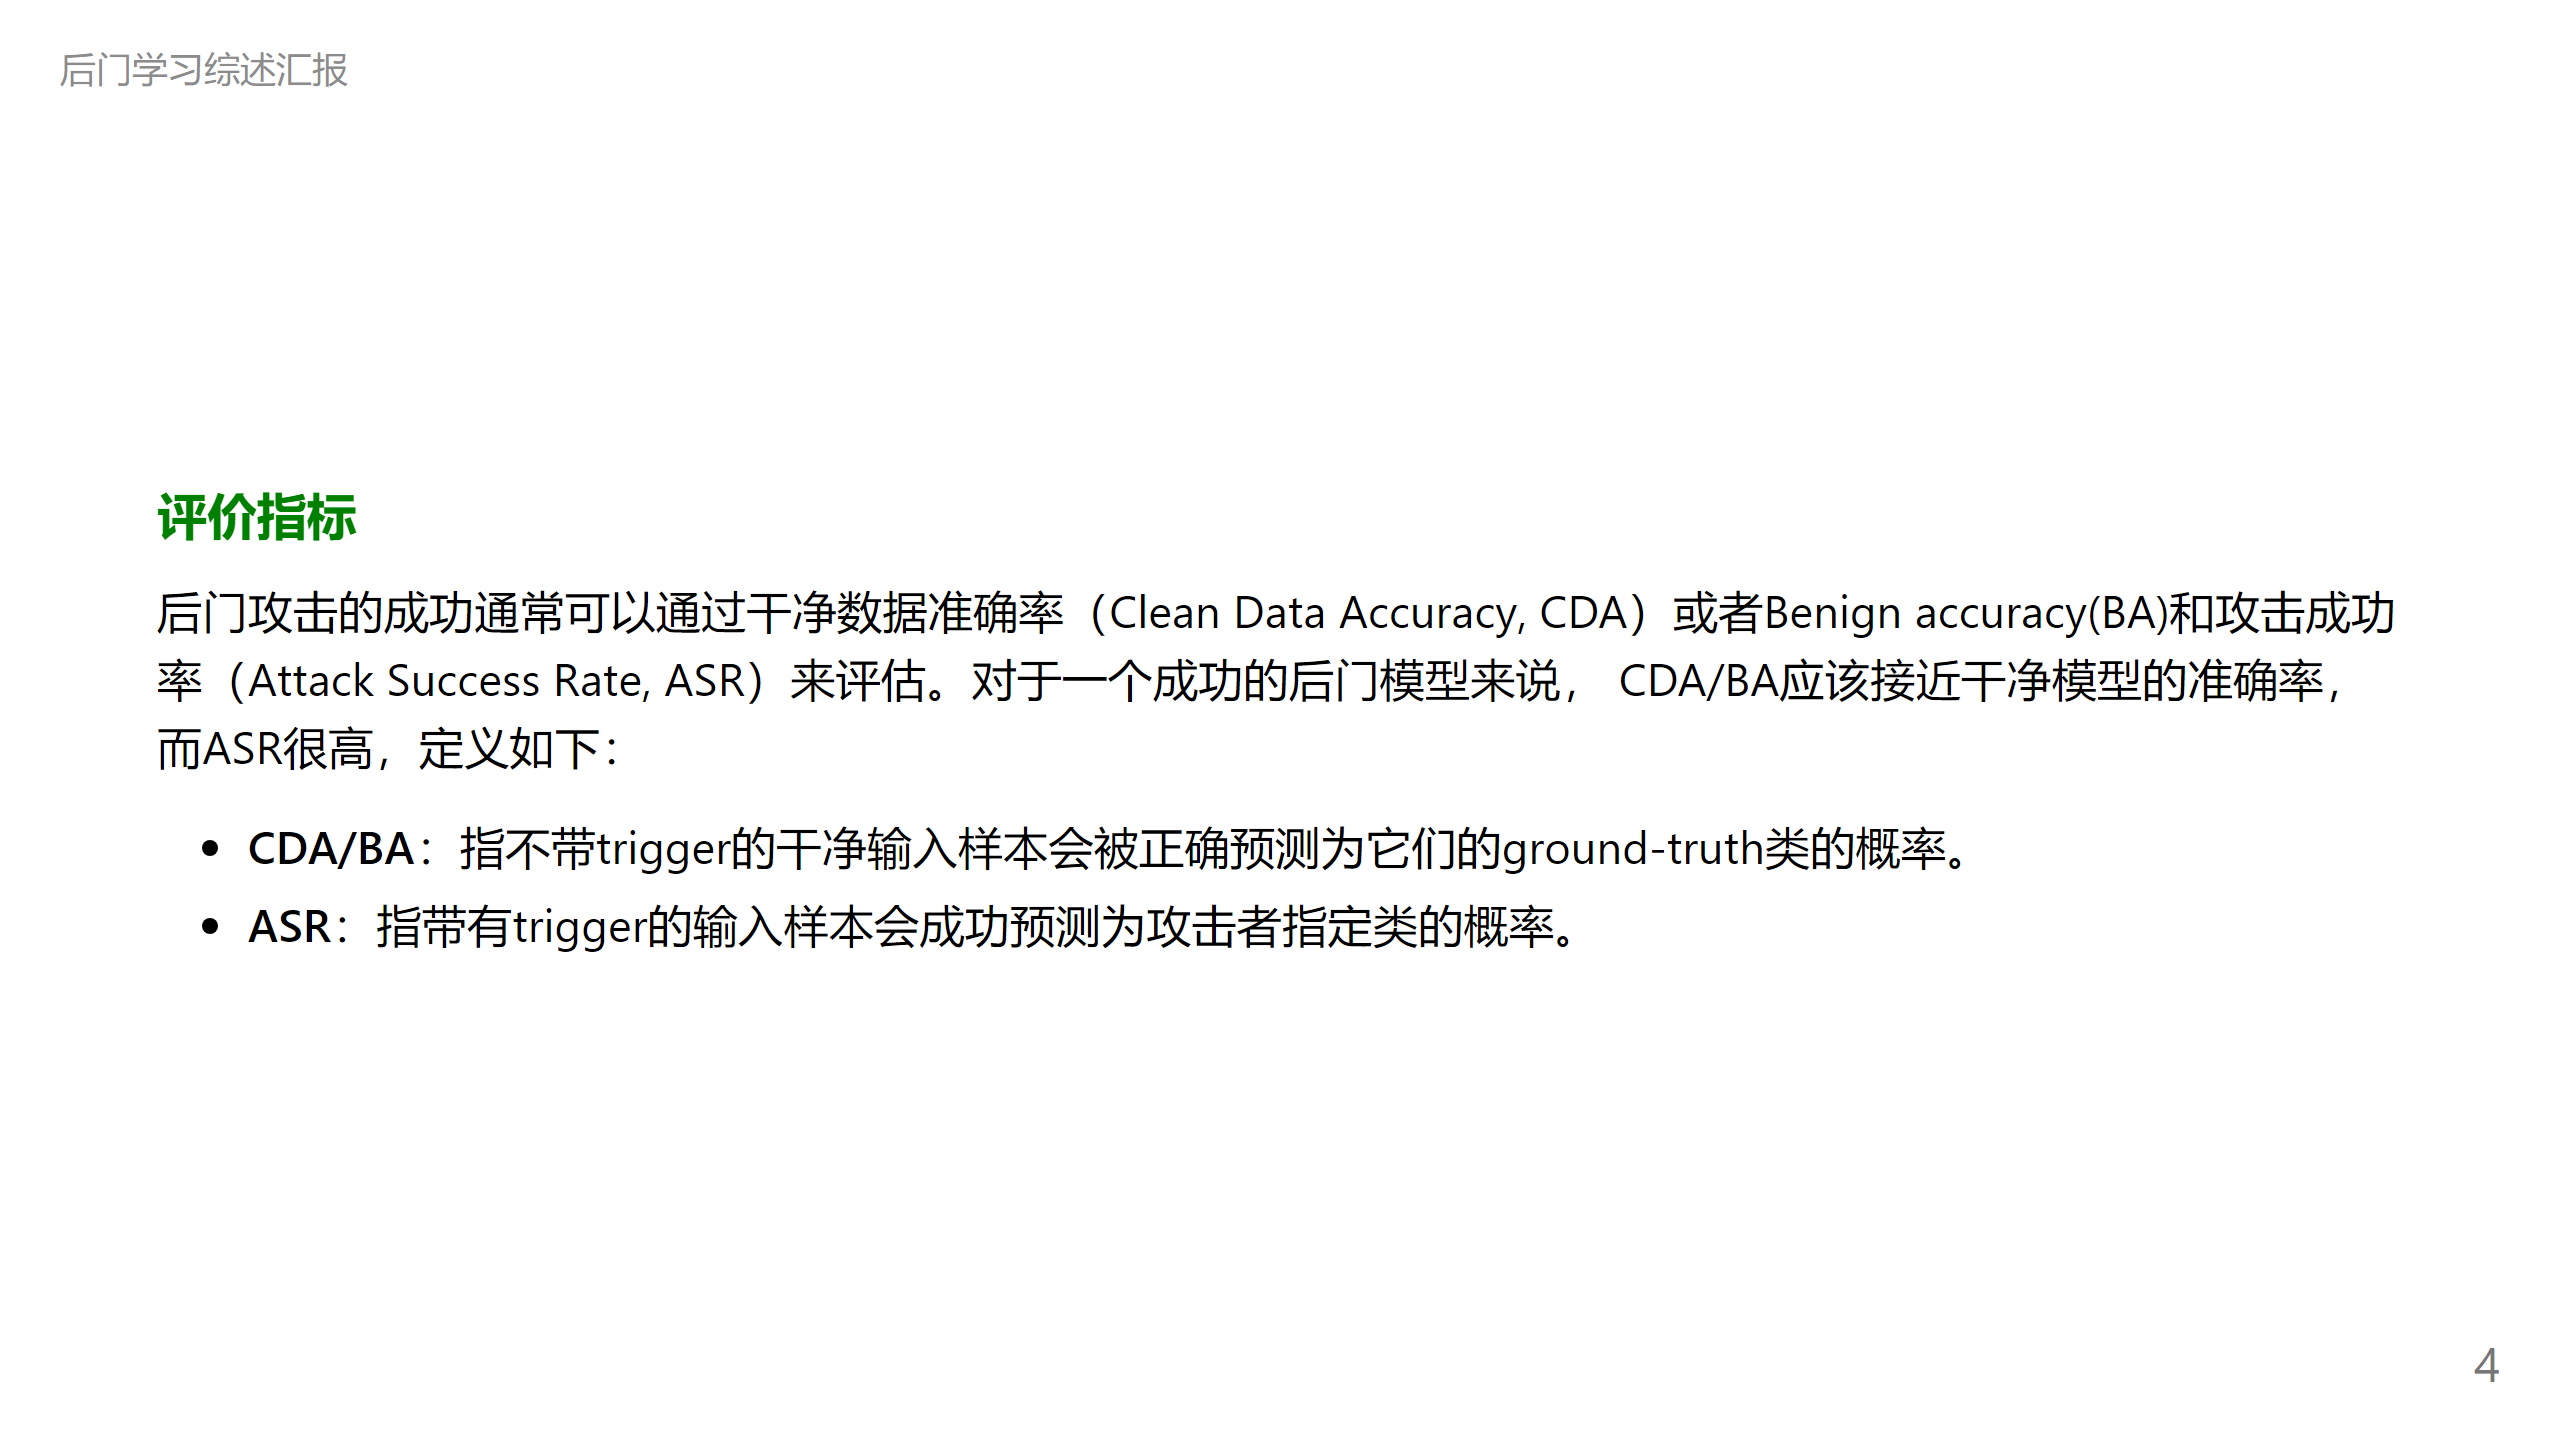 后门学习综述汇报
评价指标
后门攻击的成功通常可以通过干净数据准确率（Clean Data Accuracy, CDA）或者Benign accuracy(BA)和攻击成功
率（Attack Success Rate, ASR）来评估。对于一个成功的后门模型来说， CDA/BA应该接近干净模型的准确率，
而ASR很高，定义如下：
• CDA/BA：指不带trigger的干净输入样本会被正确预测为它们的ground-truth类的概率。
• ASR：指带有trigger的输入样本会成功预测为攻击者指定类的概率。
4